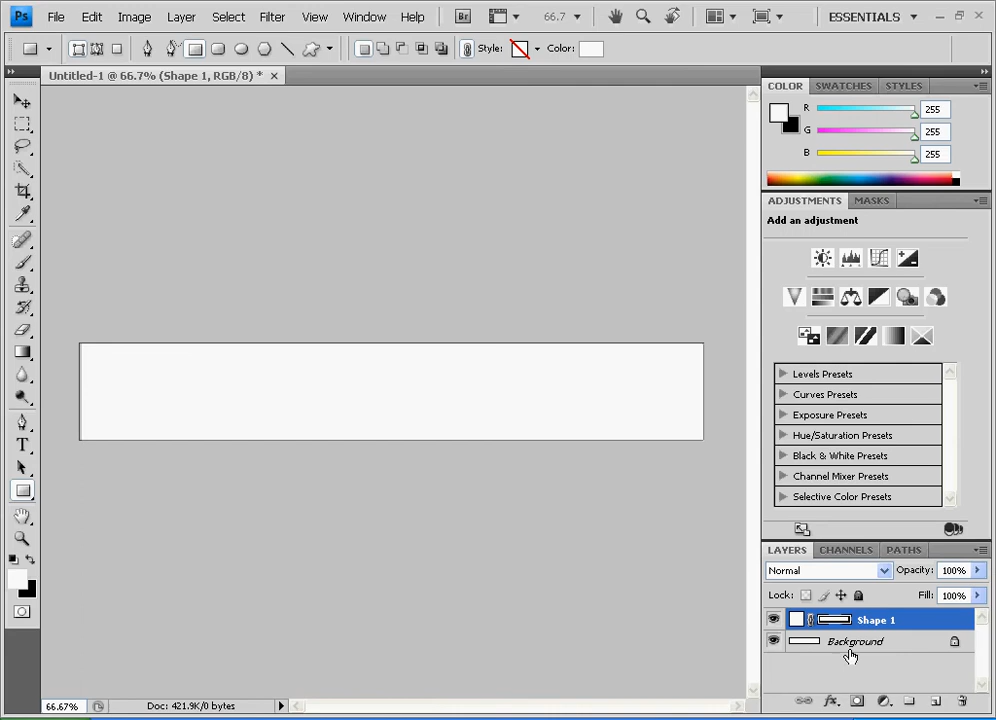 Ps File Edit Image Layer Select Filter View Window Help Br 66.7 ESSENTIALS
Style: Color:
Untitled-1 @ 66.7% (Shape 1, RGB/8) *
COLOR SWATCHES STYLES
R 255
G 255
B 255
ADJUSTMENTS MASKS
Add an adjustment
Levels Presets
Curves Presets
Exposure Presets
Hue/Saturation Presets
Black & White Presets
Channel Mixer Presets
Selective Color Presets
T
LAYERS CHANNELS PATHS
Normal Opacity: 100%
Lock: Fill: 100%
Shape 1
Background
fx
66.67% Doc: 421.9K/0 bytes